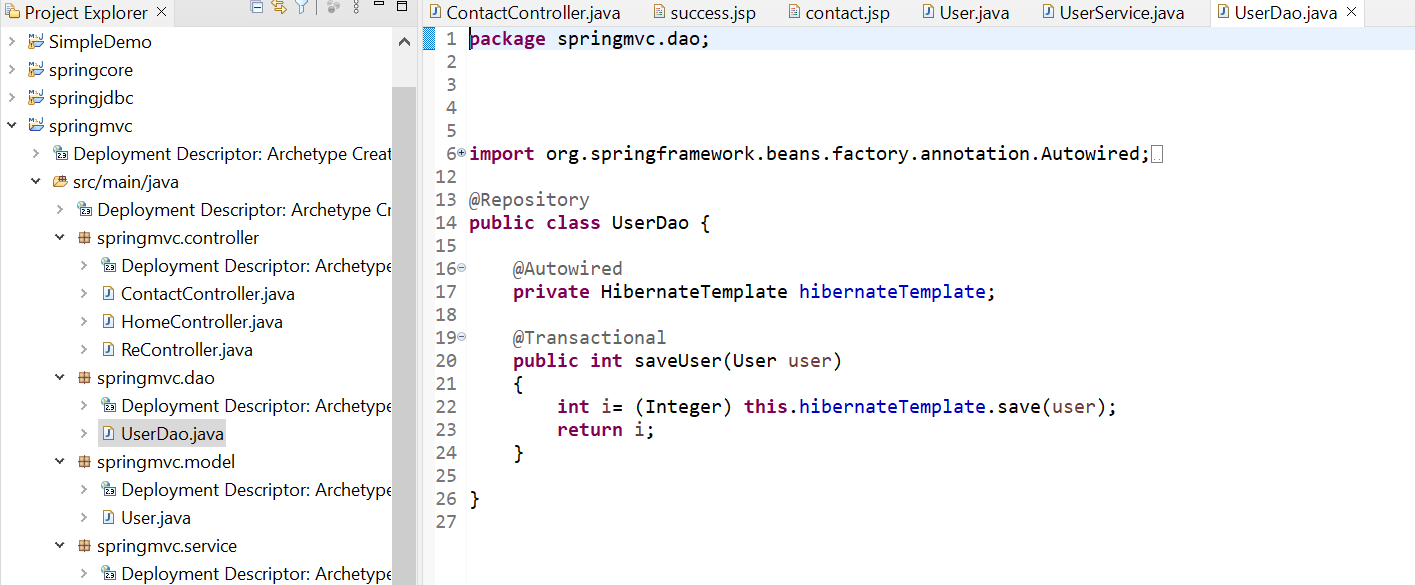 Project Explorer
SimpleDemo
springcore
springjdbc
springmvc
Deployment Descriptor: Archetype Creat
src/main/java
Deployment Descriptor: Archetype Cr
springmvc.controller
Deployment Descriptor: Archetype
ContactController.java
HomeController.java
ReController.java
springmvc.dao
Deployment Descriptor: Archetype
UserDao.java
springmvc.model
Deployment Descriptor: Archetype
User.java
springmvc.service
Deployment Descriptor: Archetype
ContactController.java success.jsp contact.jsp User.java UserService.java UserDao.java
1 package springmvc.dao;
2
3
4
5
6 import org.springframework.beans.factory.annotation.Autowired;
12
13 @Repository
14 public class UserDao {
15
16 @Autowired
17 private HibernateTemplate hibernateTemplate;
18
19 @Transactional
20 public int saveUser(User user)
21 {
22 int i= (Integer) this.hibernateTemplate.save(user);
23 return i;
24 }
25
26 }
27